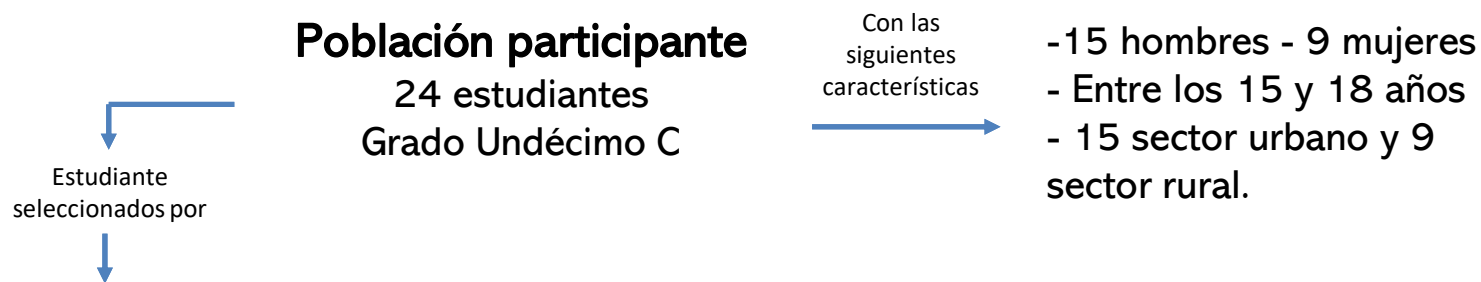 Población participante
24 estudiantes
Grado Undécimo C
Con las
siguientes
características
-15 hombres - 9 mujeres
- Entre los 15 y 18 años
- 15 sector urbano y 9
sector rural.
Estudiante
seleccionados por